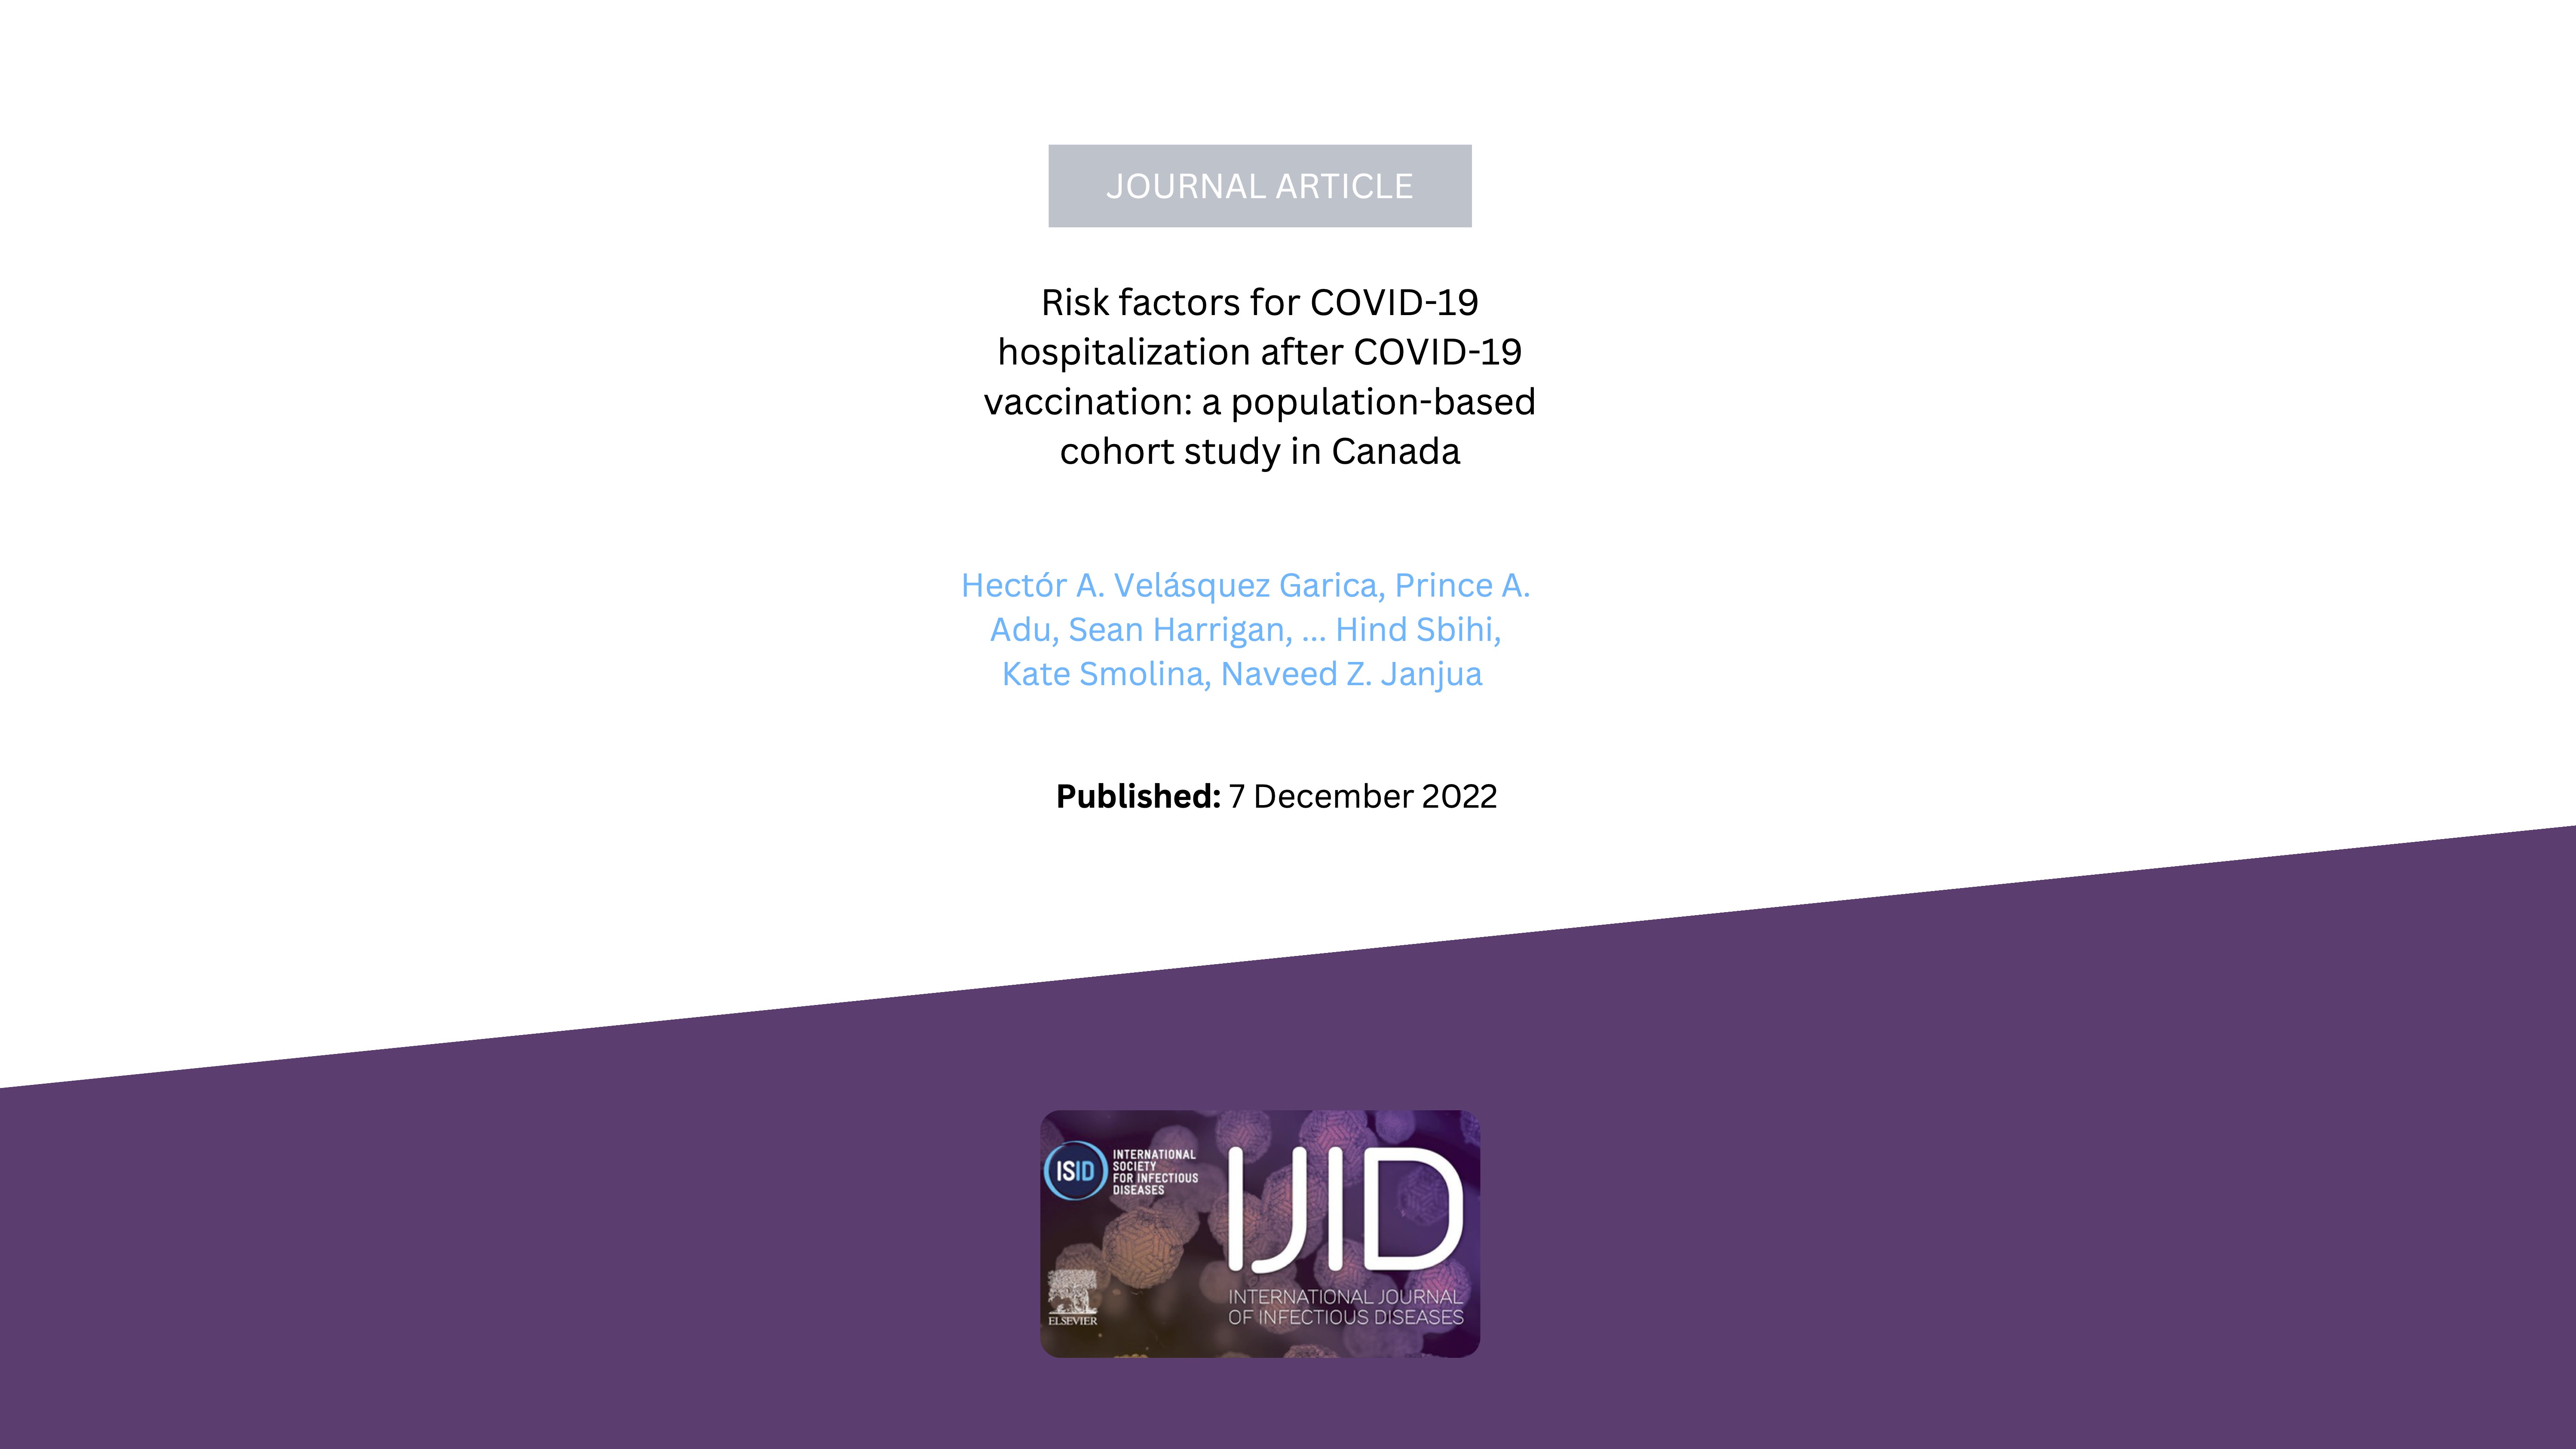 JOURNAL ARTICLE
Risk factors for COVID-19
hospitalization after COVID-19
vaccination: a population-based
cohort study in Canada
Hectór A. Velásquez Garica, Prince A.
Adu, Sean Harrigan, ... Hind Sbihi,
Kate Smolina, Naveed Z. Janjua
Published: 7 December 2022
ISID
INTERNATIONAL
SOCIETY
FOR INFECTIOUS
DISEASES
IJID
INTERNATIONAL JOURNAL
OF INFECTIOUS DISEASES
ELSEVIER